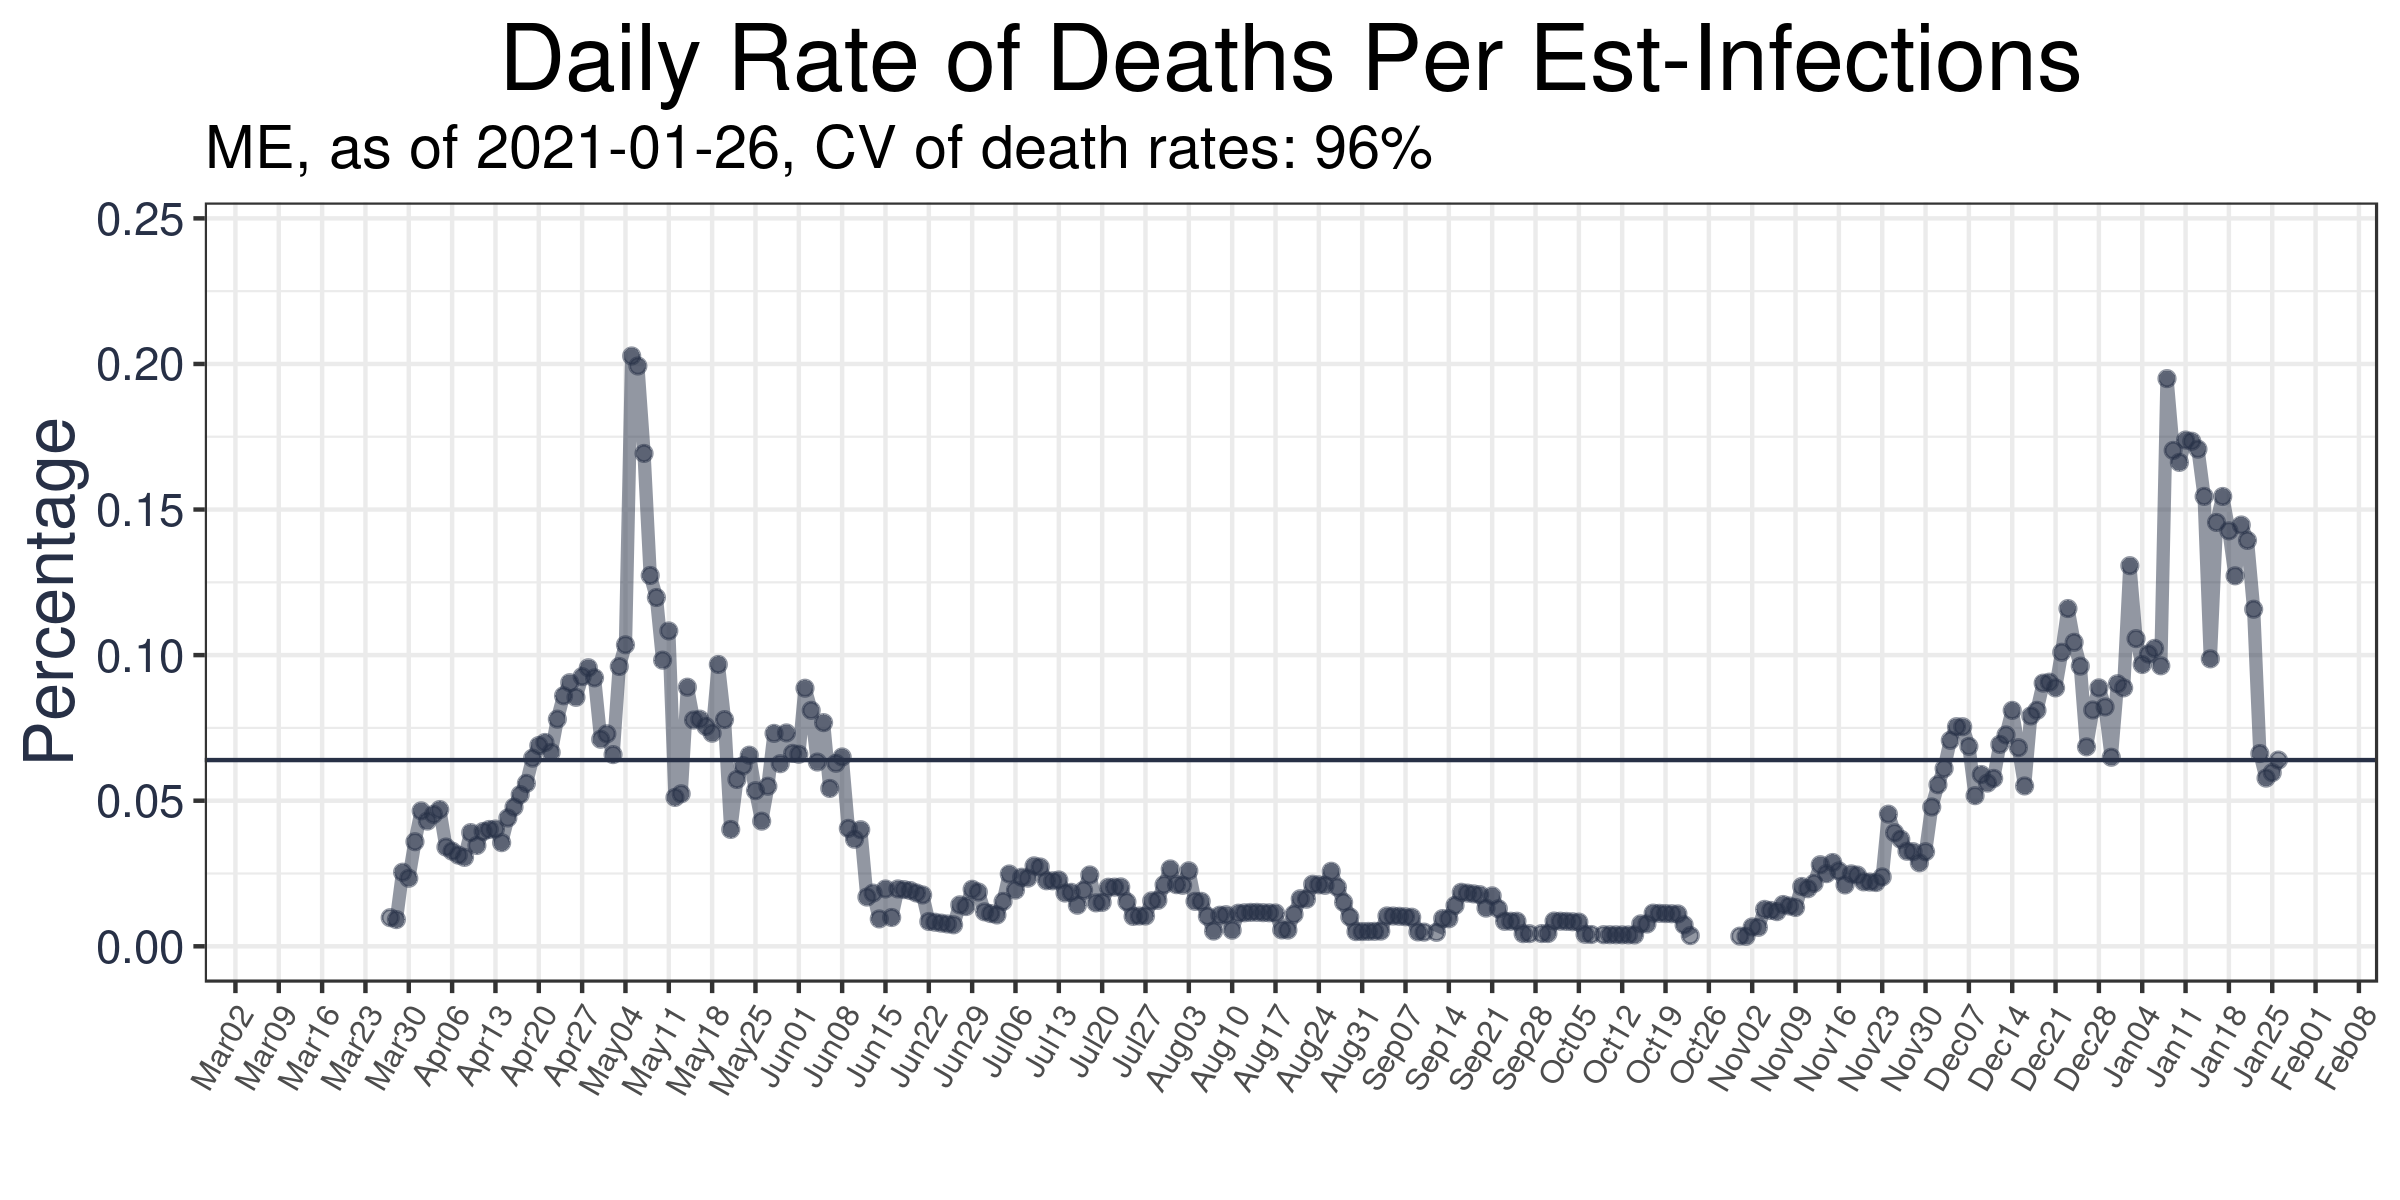 Daily Rate of Deaths Per Est-Infections
ME, as of 2021-01-26, CV of death rates: 96%
Percentage
0.25
0.20
0.15
0.10
0.05
0.00
Mar02
Mar09
Mar16
Mar23
Mar30
Apr06
Apr13
Apr20
Apr27
May04
May11
May18
May25
Jun01
Jun08
Jun15
Jun22
Jun29
Jul06
Jul13
Jul20
Jul27
Aug03
Aug10
Aug17
Aug24
Aug31
Sep07
Sep14
Sep21
Sep28
Oct05
Oct12
Oct19
Oct26
Nov02
Nov09
Nov16
Nov23
Nov30
Dec07
Dec14
Dec21
Dec28
Jan04
Jan11
Jan18
Jan25
Feb01
Feb08